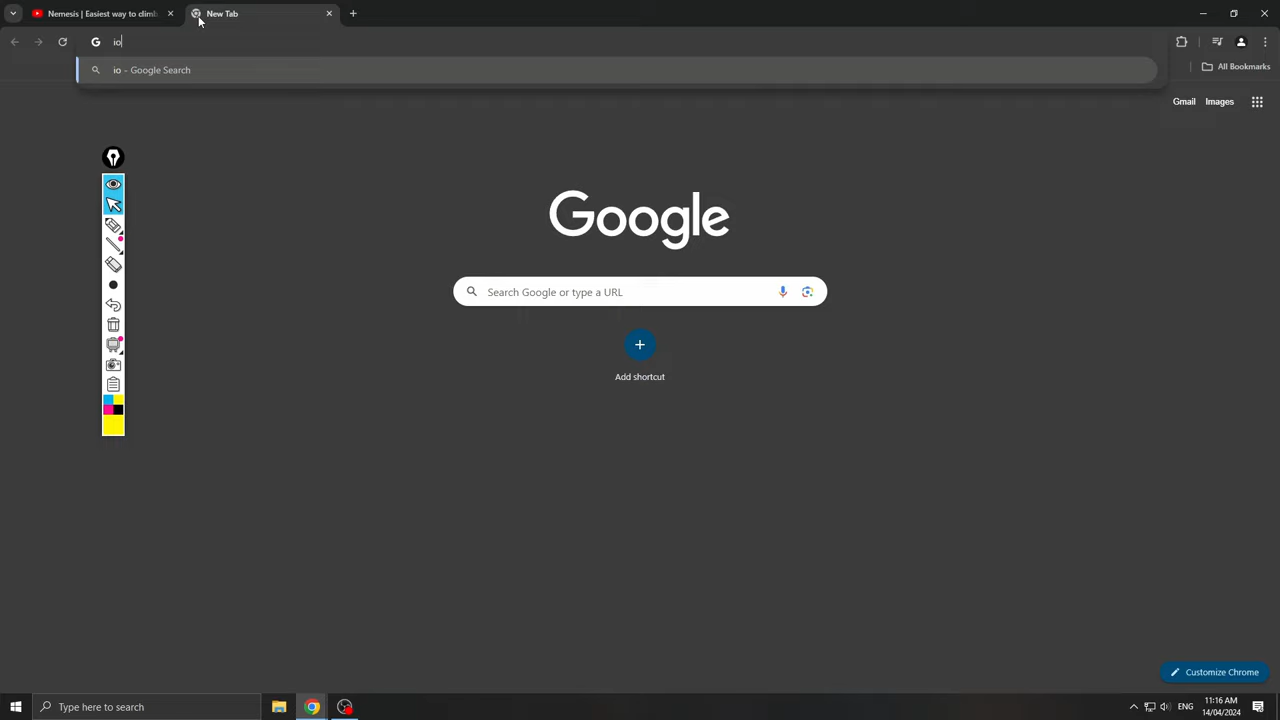 Nemesis | Easiest way to climb
New Tab
io
io - Google Search
All Bookmarks
Gmail
Images
Google
Search Google or type a URL
Add shortcut
Customize Chrome
Type here to search
ENG
11:16 AM
14/04/2024